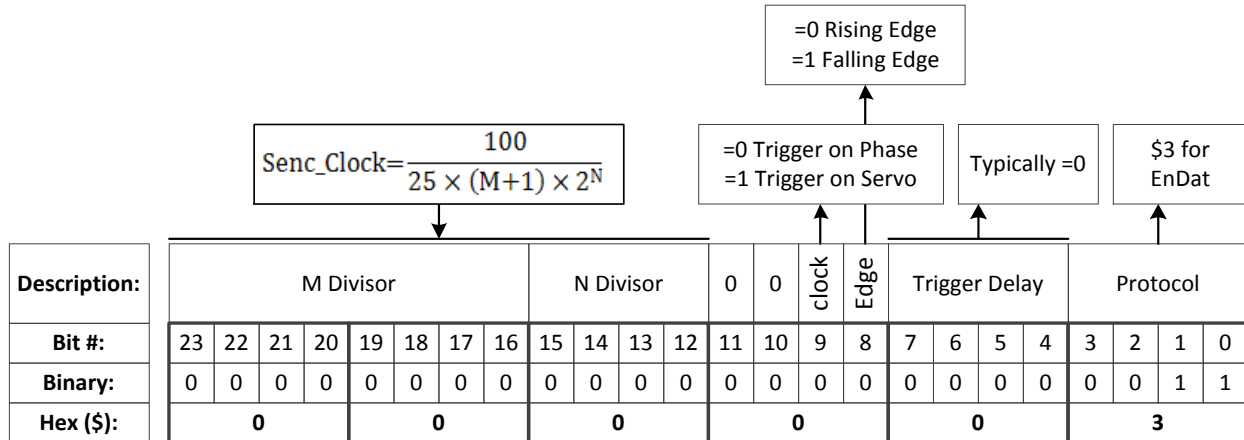 =0 Rising Edge
=1 Falling Edge
Senc_Clock= 100 / 25 × (M+1) × 2^N
=0 Trigger on Phase
=1 Trigger on Servo
Typically =0
$3 for
EnDat
Description: M Divisor N Divisor 0 0 clock Edge Trigger Delay Protocol
Bit #: 23 22 21 20 19 18 17 16 15 14 13 12 11 10 9 8 7 6 5 4 3 2 1 0
Binary: 0 0 0 0 0 0 0 0 0 0 0 0 0 0 0 0 0 0 0 0 0 0 1 1
Hex ($): 0 0 0 0 0 3